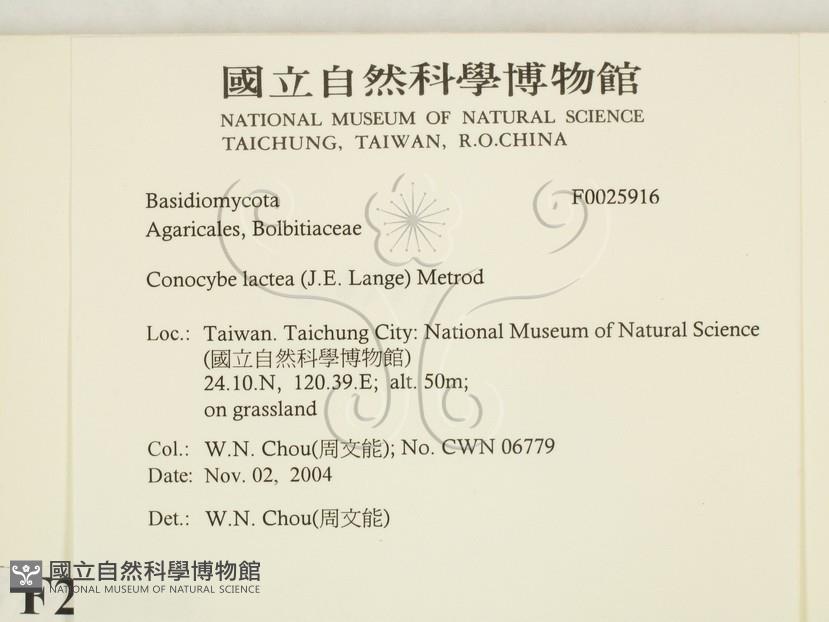 國立自然科學博物館
NATIONAL MUSEUM OF NATURAL SCIENCE
TAICHUNG, TAIWAN, R.O.CHINA
Basidiomycota F0025916
Agaricales, Bolbitiaceae
Conocybe lactea (J.E. Lange) Metrod
Loc.: Taiwan. Taichung City: National Museum of Natural Science
(國立自然科學博物館)
24.10.N, 120.39.E; alt. 50m;
on grassland
Col.: W.N. Chou(周文能); No. CWN 06779
Date: Nov. 02, 2004
Det.: W.N. Chou(周文能)
國立自然科學博物館
NATIONAL MUSEUM OF NATURAL SCIENCE
F2